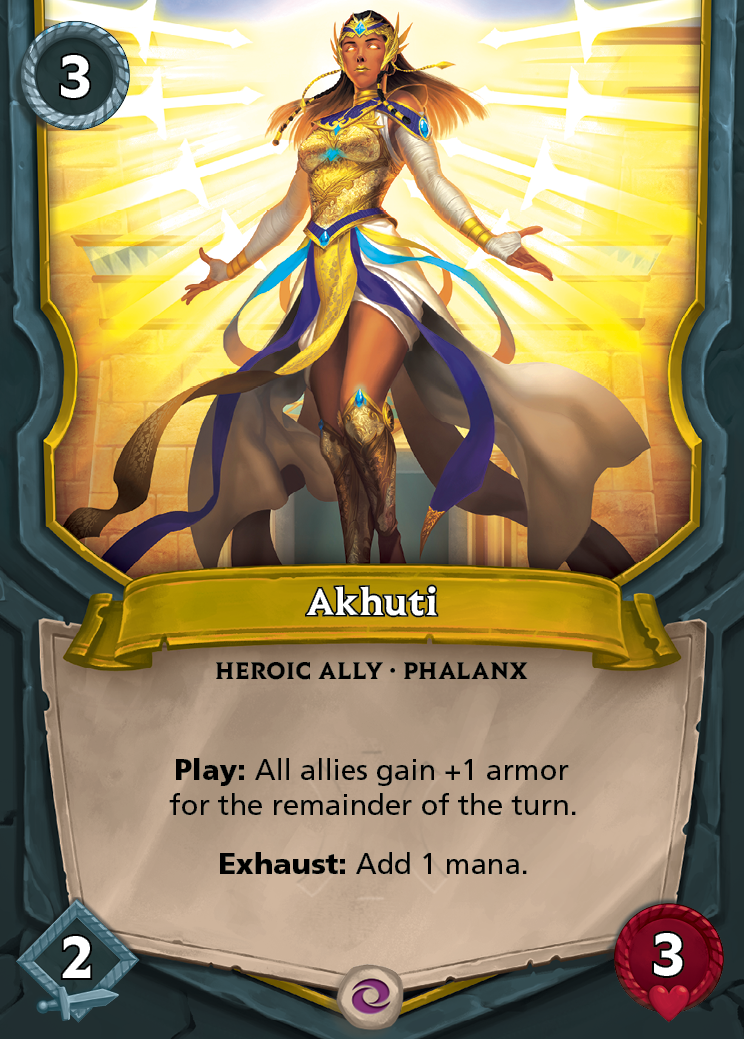 3
Akhuti
HEROIC ALLY · PHALANX
Play: All allies gain +1 armor
for the remainder of the turn.
Exhaust: Add 1 mana.
2
3